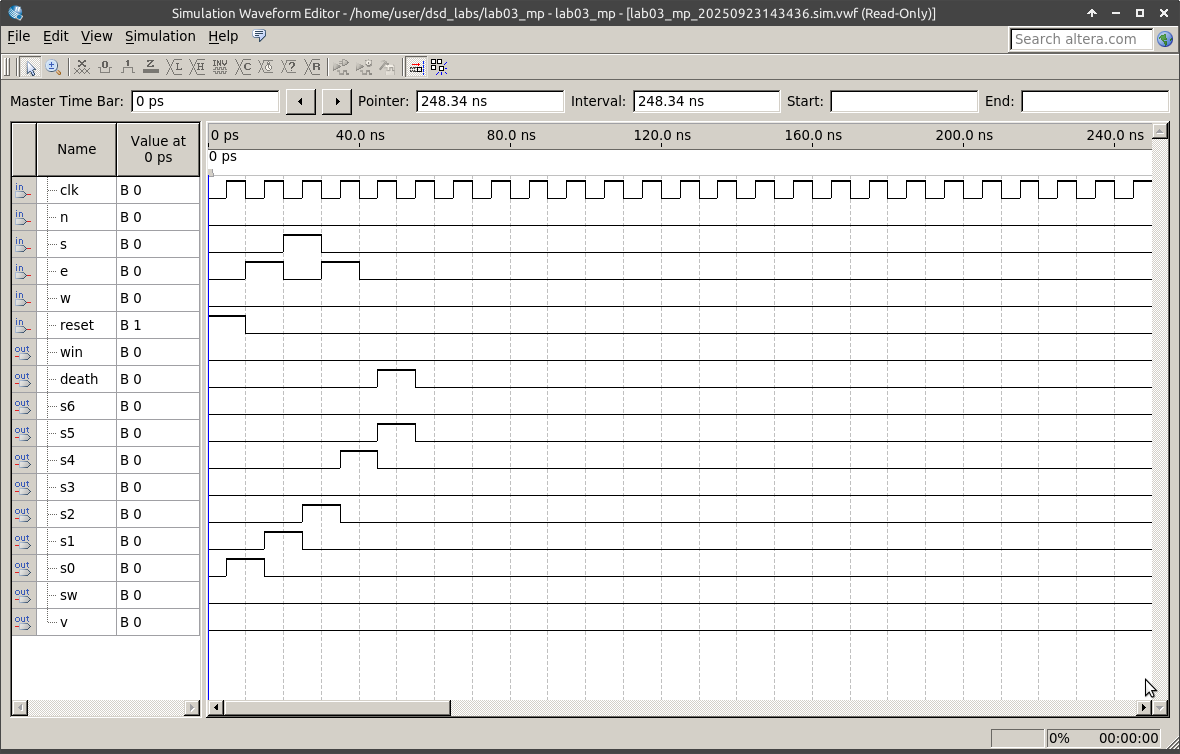 Simulation Waveform Editor - /home/user/dsd_labs/lab03_mp - lab03_mp - [lab03_mp_20250923143436.sim.vwf (Read-Only)]
File Edit View Simulation Help
Search altera.com
Master Time Bar: 0 ps Pointer: 248.34 ns Interval: 248.34 ns Start: End:
Name Value at 0 ps
0 ps 40.0 ns 80.0 ns 120.0 ns 160.0 ns 200.0 ns 240.0 ns
0 ps
in clk B 0
in n B 0
in s B 0
in e B 0
in w B 0
in reset B 1
out win B 0
out death B 0
out s6 B 0
out s5 B 0
out s4 B 0
out s3 B 0
out s2 B 0
out s1 B 0
out s0 B 0
out sw B 0
out v B 0
0% 00:00:00